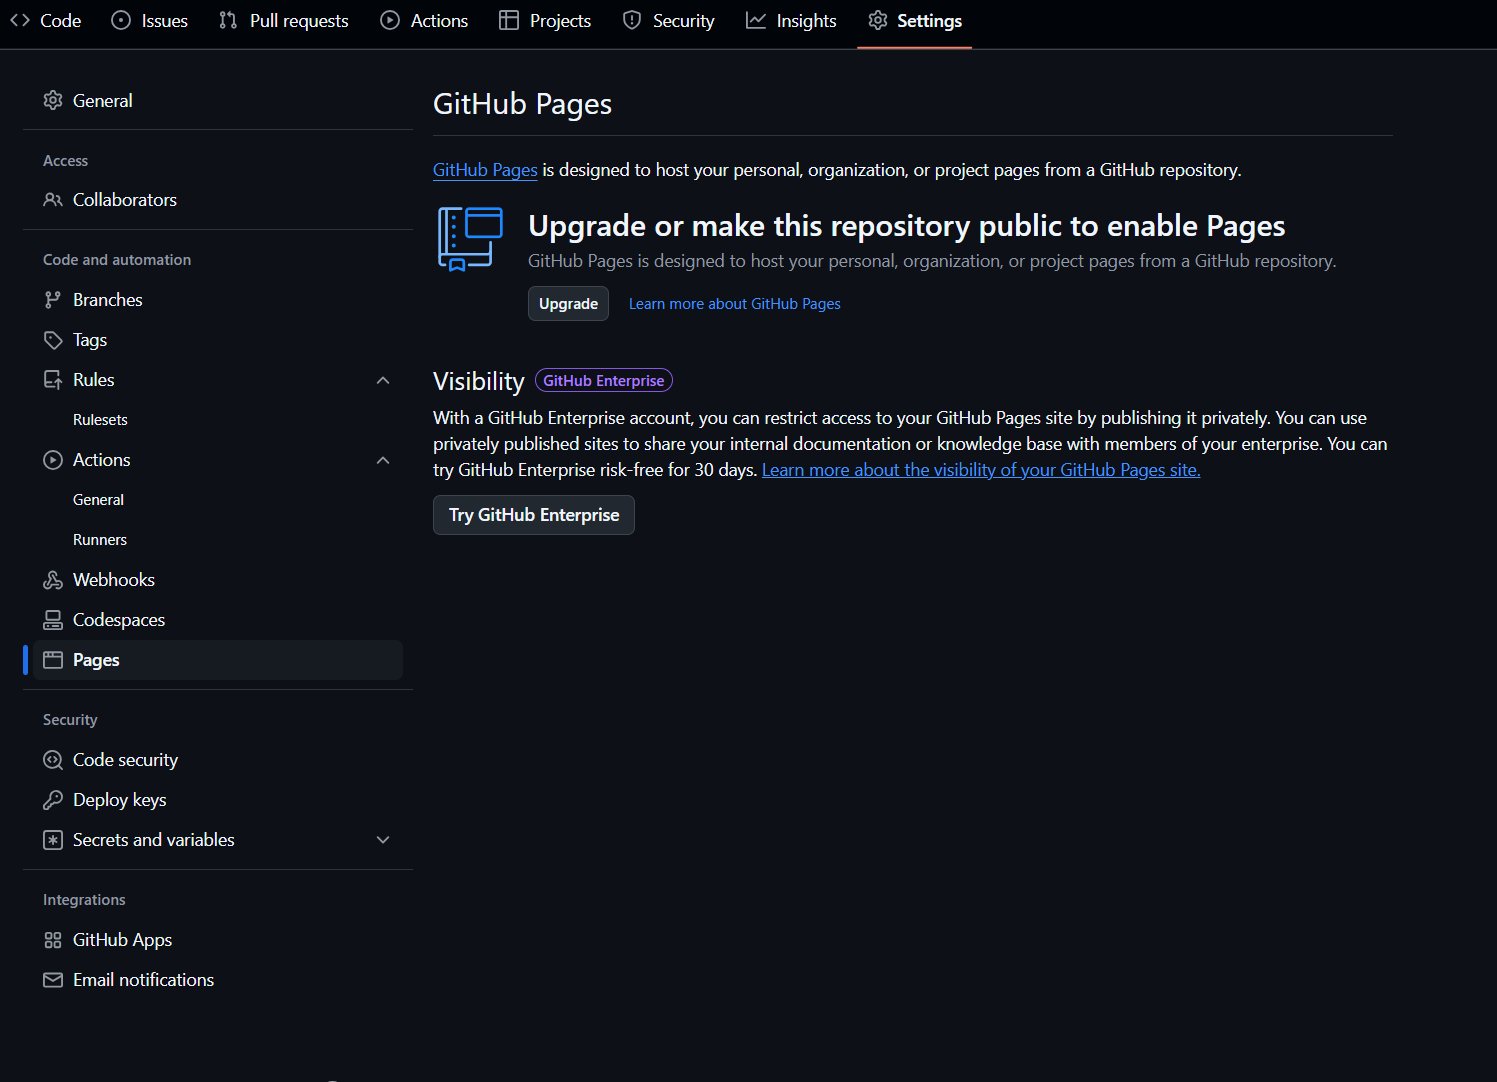 Code
Issues
Pull requests
Actions
Projects
Security
Insights
Settings
General
Access
Collaborators
Code and automation
Branches
Tags
Rules
Rulesets
Actions
General
Runners
Webhooks
Codespaces
Pages
Security
Code security
Deploy keys
Secrets and variables
Integrations
GitHub Apps
Email notifications
GitHub Pages
GitHub Pages is designed to host your personal, organization, or project pages from a GitHub repository.
Upgrade or make this repository public to enable Pages
GitHub Pages is designed to host your personal, organization, or project pages from a GitHub repository.
Upgrade
Learn more about GitHub Pages
Visibility
GitHub Enterprise
With a GitHub Enterprise account, you can restrict access to your GitHub Pages site by publishing it privately. You can use
privately published sites to share your internal documentation or knowledge base with members of your enterprise. You can
try GitHub Enterprise risk-free for 30 days. Learn more about the visibility of your GitHub Pages site.
Try GitHub Enterprise